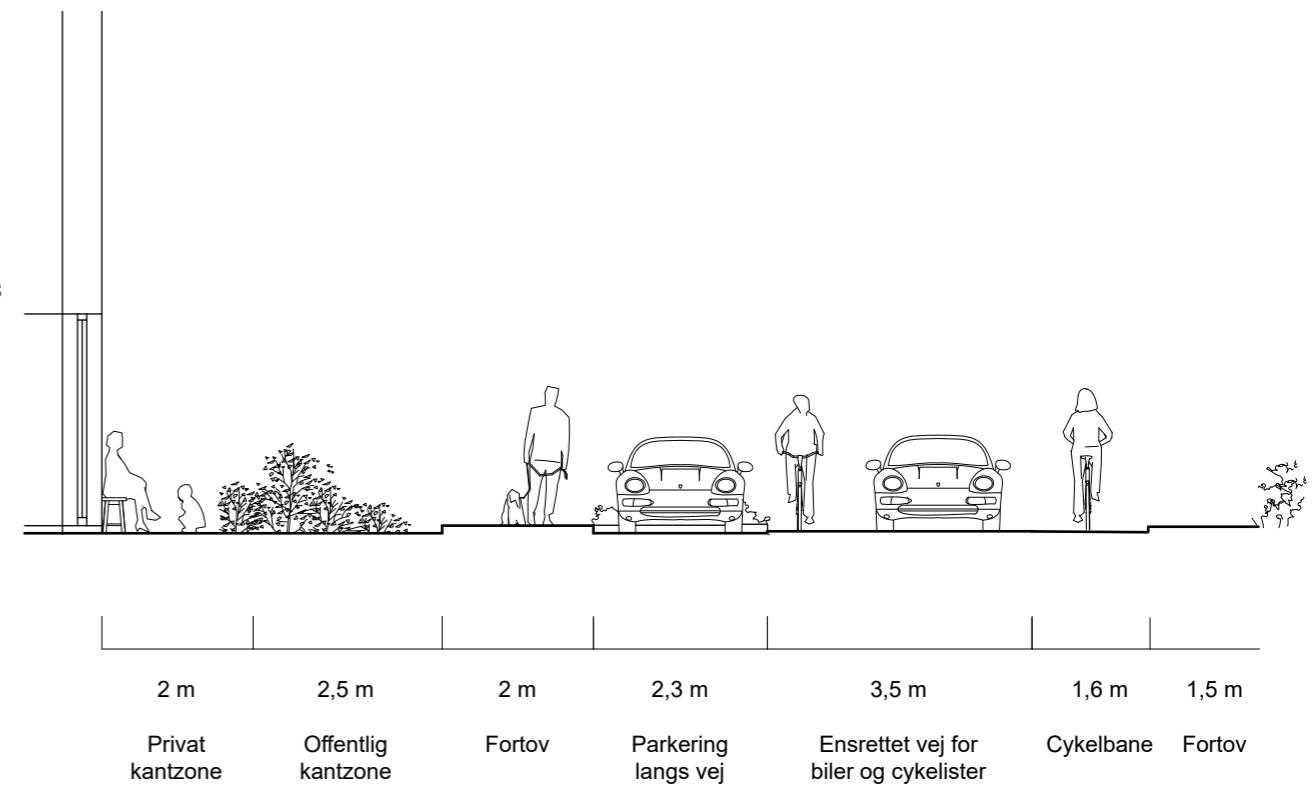 2 m
2,5 m
2 m
2,3 m
3,5 m
1,6 m
1,5 m
Privat
kantzone
Offentlig
kantzone
Fortov
Parkering
langs vej
Ensrettet vej for
biler og cykelister
Cykelbane
Fortov